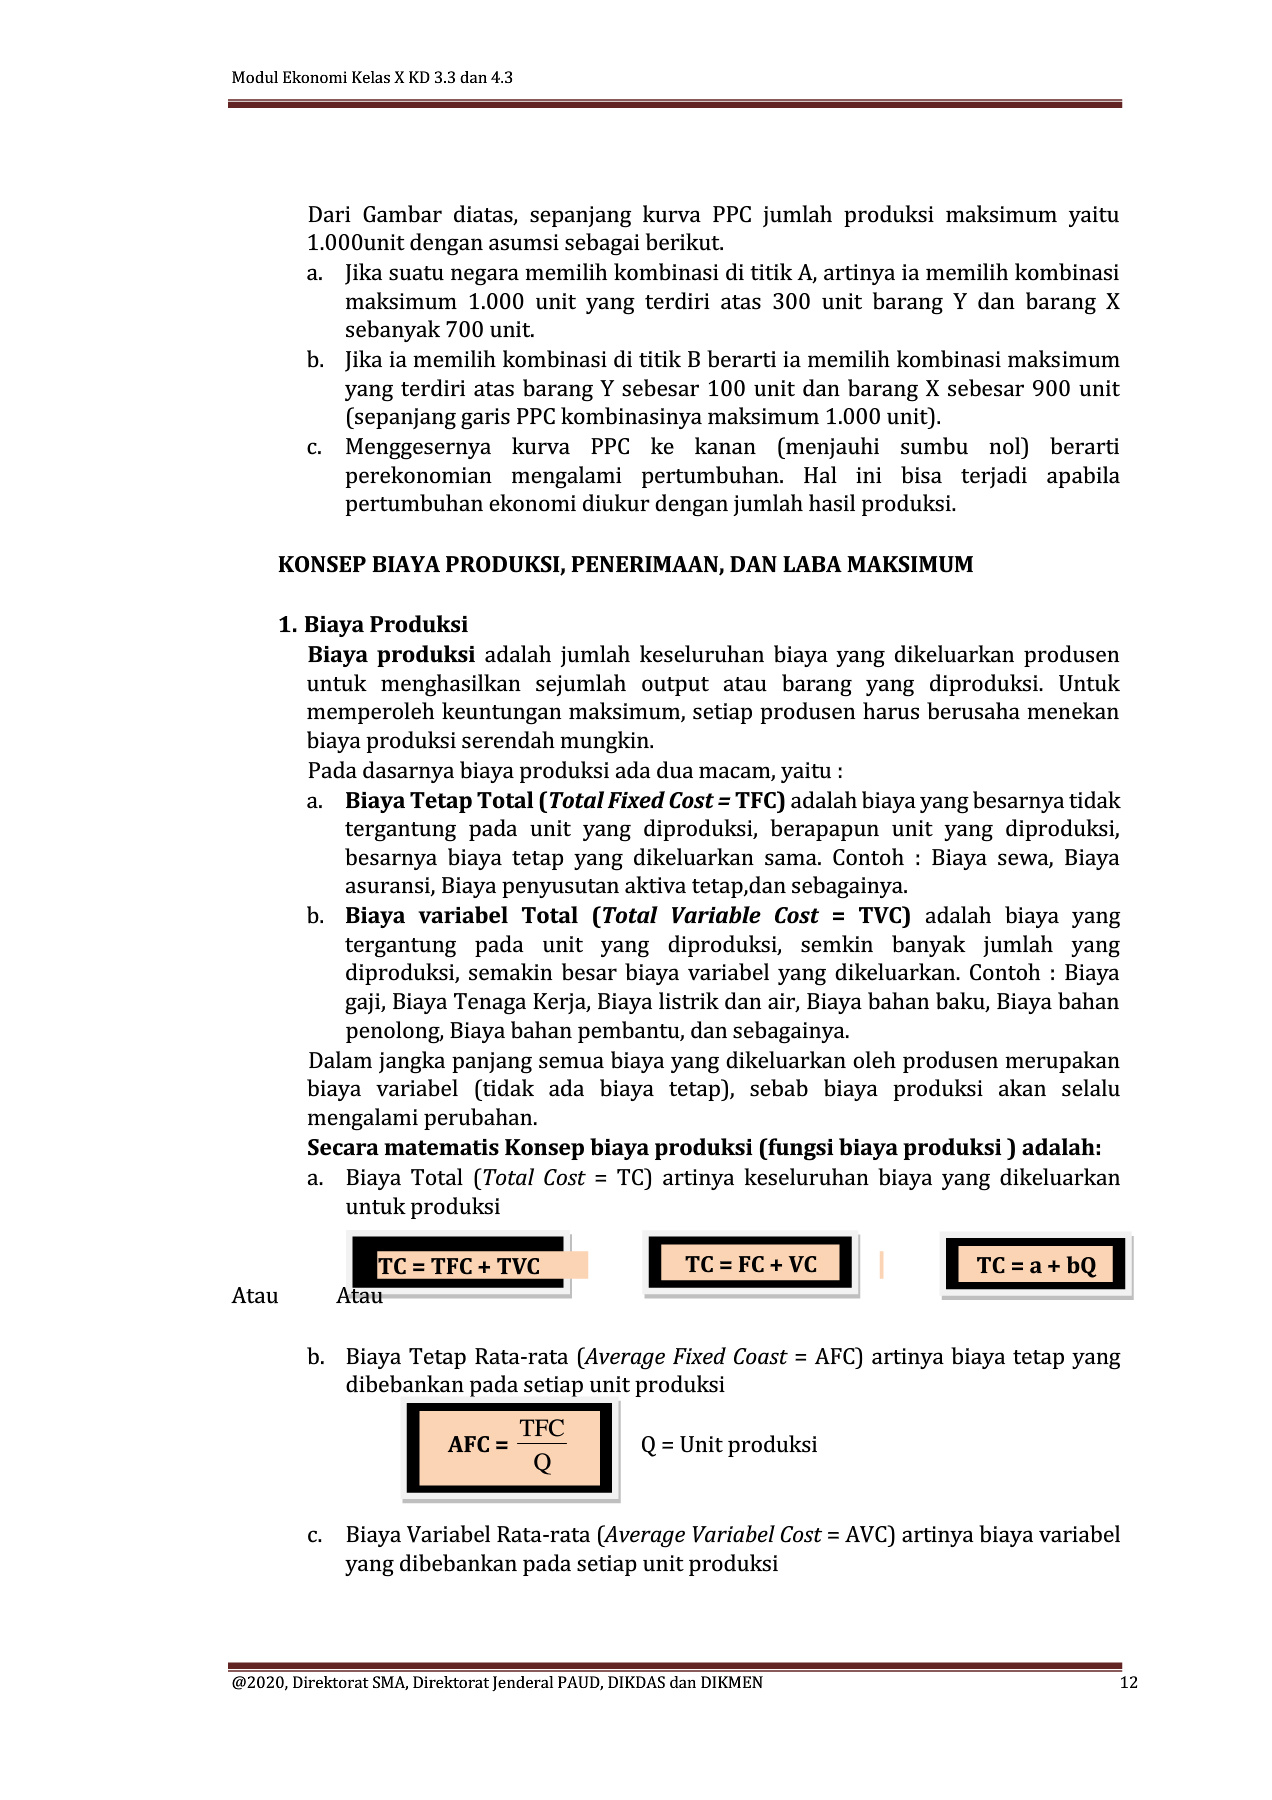 Modul Ekonomi Kelas X KD 3.3 dan 4.3
Dari Gambar diatas, sepanjang kurva PPC jumlah produksi maksimum yaitu
1.000unit dengan asumsi sebagai berikut.
a. Jika suatu negara memilih kombinasi di titik A, artinya ia memilih kombinasi
maksimum 1.000 unit yang terdiri atas 300 unit barang Y dan barang X
sebanyak 700 unit.
b. Jika ia memilih kombinasi di titik B berarti ia memilih kombinasi maksimum
yang terdiri atas barang Y sebesar 100 unit dan barang X sebesar 900 unit
(sepanjang garis PPC kombinasinya maksimum 1.000 unit).
c. Menggesernya kurva PPC ke kanan (menjauhi sumbu nol) berarti
perekonomian mengalami pertumbuhan. Hal ini bisa terjadi apabila
pertumbuhan ekonomi diukur dengan jumlah hasil produksi.
KONSEP BIAYA PRODUKSI, PENERIMAAN, DAN LABA MAKSIMUM
1. Biaya Produksi
Biaya produksi adalah jumlah keseluruhan biaya yang dikeluarkan produsen
untuk menghasilkan sejumlah output atau barang yang diproduksi. Untuk
memperoleh keuntungan maksimum, setiap produsen harus berusaha menekan
biaya produksi serendah mungkin.
Pada dasarnya biaya produksi ada dua macam, yaitu :
a. Biaya Tetap Total (Total Fixed Cost = TFC) adalah biaya yang besarnya tidak
tergantung pada unit yang diproduksi, berapapun unit yang diproduksi,
besarnya biaya tetap yang dikeluarkan sama. Contoh : Biaya sewa, Biaya
asuransi, Biaya penyusutan aktiva tetap,dan sebagainya.
b. Biaya variabel Total (Total Variable Cost = TVC) adalah biaya yang
tergantung pada unit yang diproduksi, semkin banyak jumlah yang
diproduksi, semakin besar biaya variabel yang dikeluarkan. Contoh : Biaya
gaji, Biaya Tenaga Kerja, Biaya listrik dan air, Biaya bahan baku, Biaya bahan
penolong, Biaya bahan pembantu, dan sebagainya.
Dalam jangka panjang semua biaya yang dikeluarkan oleh produsen merupakan
biaya variabel (tidak ada biaya tetap), sebab biaya produksi akan selalu
mengalami perubahan.
Secara matematis Konsep biaya produksi (fungsi biaya produksi ) adalah:
a. Biaya Total (Total Cost = TC) artinya keseluruhan biaya yang dikeluarkan
untuk produksi
TC = TFC + TVC TC = FC + VC TC = a + bQ
Atau Atau
b. Biaya Tetap Rata-rata (Average Fixed Coast = AFC) artinya biaya tetap yang
dibebankan pada setiap unit produksi
TFC
AFC = Q = Unit produksi
Q
c. Biaya Variabel Rata-rata (Average Variabel Cost = AVC) artinya biaya variabel
yang dibebankan pada setiap unit produksi
@2020, Direktorat SMA, Direktorat Jenderal PAUD, DIKDAS dan DIKMEN 12